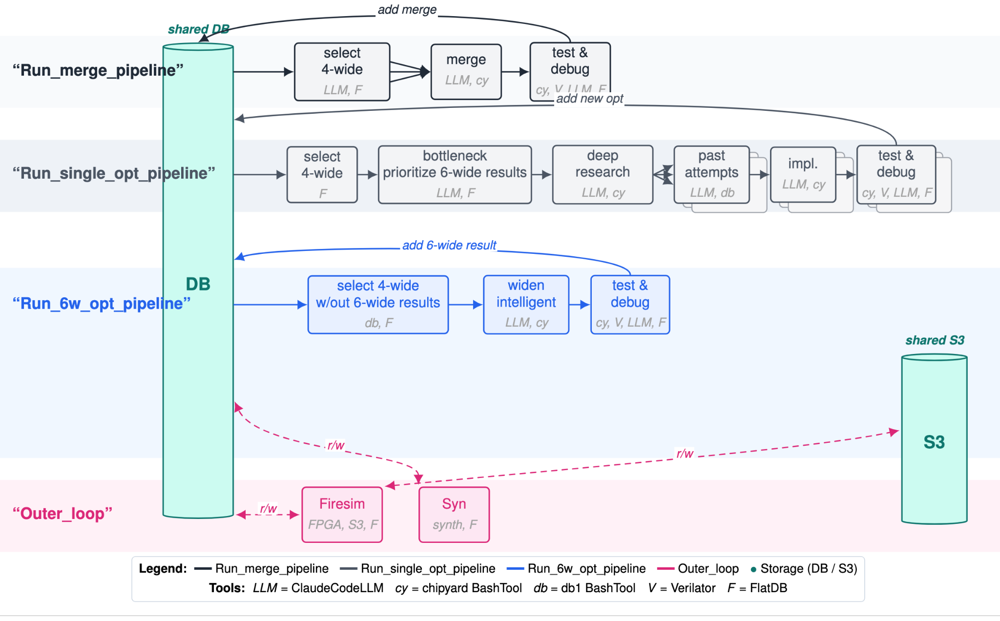 add merge
shared DB
“Run_merge_pipeline”
select
4-wide
LLM, F
merge
LLM, cy
test &
debug
cy, V, LLM, F
add new opt
“Run_single_opt_pipeline”
select
4-wide
F
bottleneck
prioritize 6-wide results
LLM, F
deep
research
LLM, cy
past
attempts
LLM, db
impl.
LLM, cy
test &
debug
cy, V, LLM, F
add 6-wide result
DB
“Run_6w_opt_pipeline”
select 4-wide
w/out 6-wide results
db, F
widen
intelligent
LLM, cy
test &
debug
cy, V, LLM, F
shared S3
S3
r/w
r/w
“Outer_loop”
r/w
Firesim
FPGA, S3, F
Syn
synth, F
Legend: Run_merge_pipeline Run_single_opt_pipeline Run_6w_opt_pipeline Outer_loop Storage (DB / S3)
Tools: LLM = ClaudeCodeLLM cy = chipyard BashTool db = db1 BashTool V = Verilator F = FlatDB